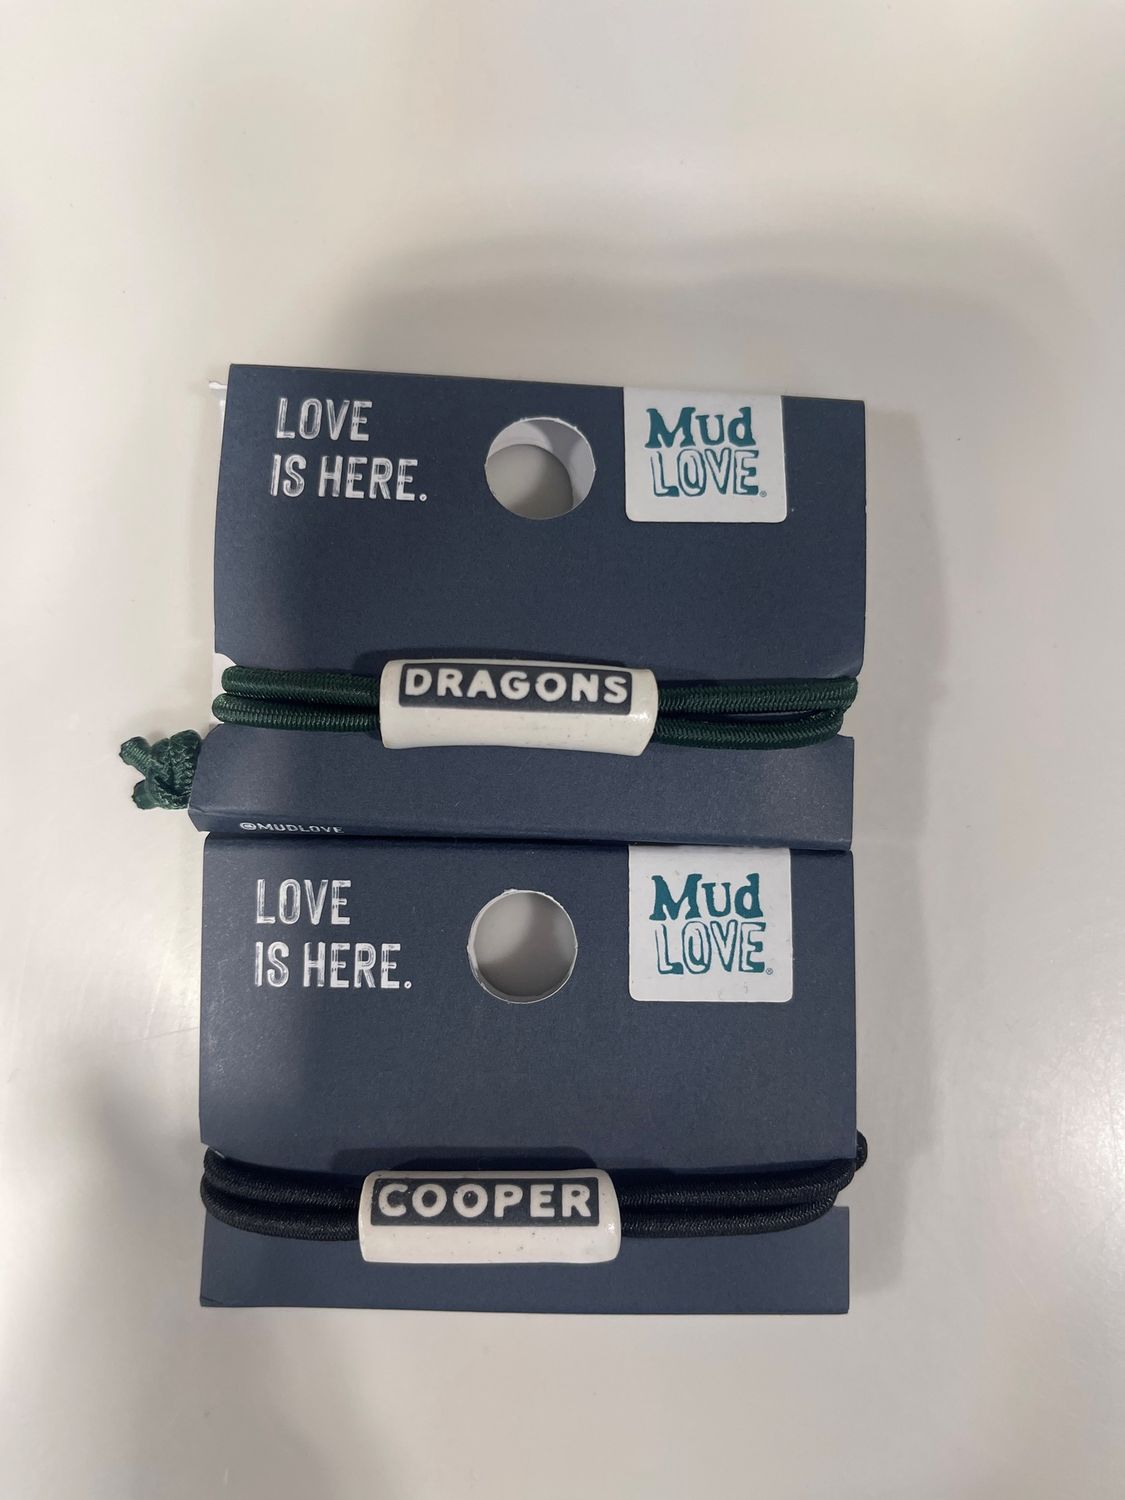 LOVE
IS HERE.
Mud
LOVE®
DRAGONS
@MUDLOVE
LOVE
IS HERE.
Mud
LOVE®
COOPER